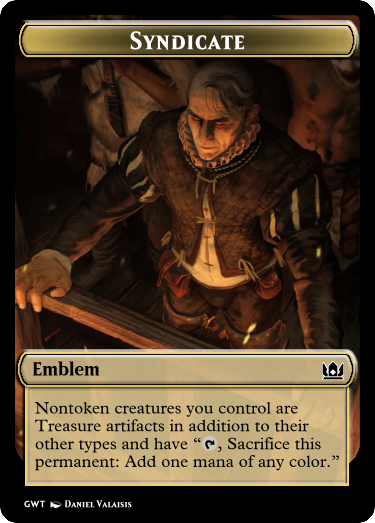 Syndicate
Emblem
Nontoken creatures you control are
Treasure artifacts in addition to their
other types and have “, Sacrifice this
permanent: Add one mana of any color.”
GWT Daniel Valaisis